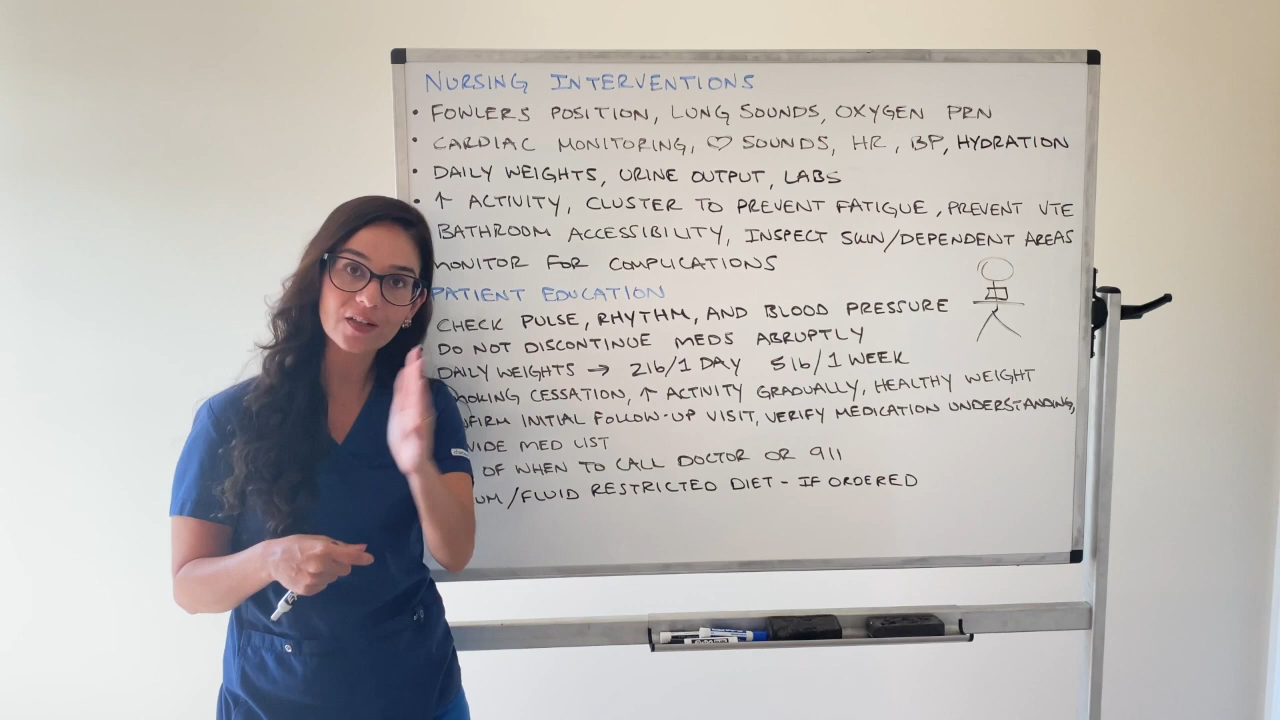 NURSING INTERVENTIONS
• FOWLERS POSITION, LUNG SOUNDS, OXYGEN PRN
• CARDIAC MONITORING, ♡ SOUNDS, HR, BP, HYDRATION
• DAILY WEIGHTS, URINE OUTPUT, LABS
• ↑ ACTIVITY, CLUSTER TO PREVENT FATIGUE, PREVENT VTE
BATHROOM ACCESSIBILITY, INSPECT SKIN/DEPENDENT AREAS
MONITOR FOR COMPLICATIONS
PATIENT EDUCATION
CHECK PULSE, RHYTHM, AND BLOOD PRESSURE
DO NOT DISCONTINUE MEDS ABRUPTLY
DAILY WEIGHTS → 2lb/1 DAY 5lb/1 WEEK
CESSATION, ↑ ACTIVITY GRADUALLY, HEALTHY WEIGHT
INITIAL FOLLOW-UP VISIT, VERIFY MEDICATION UNDERSTANDING,
MED LIST
OF WHEN TO CALL DOCTOR OR 911
/FLUID RESTRICTED DIET - IF ORDERED